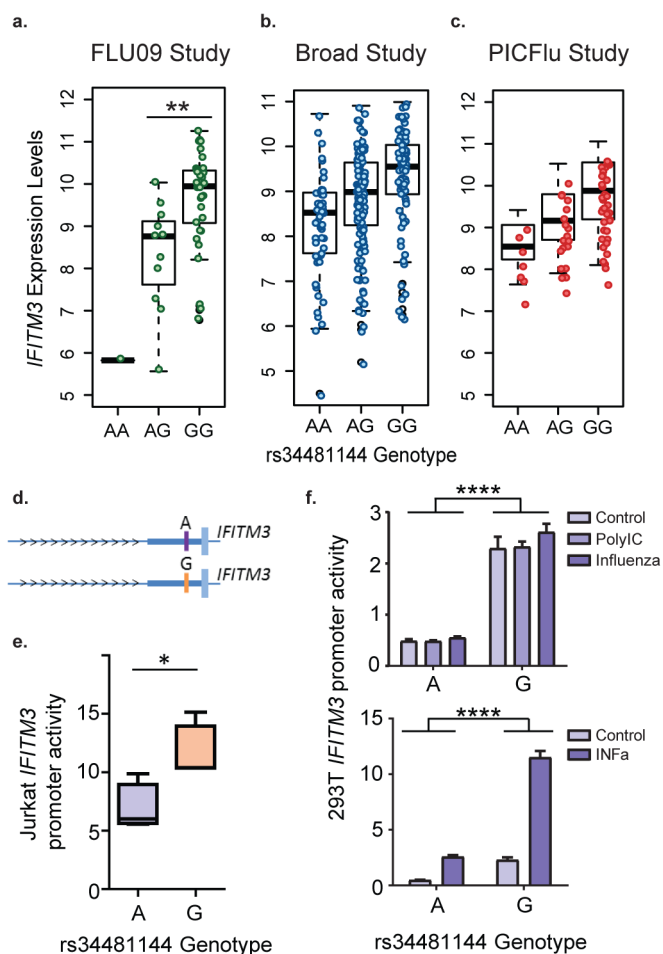 a.
FLU09 Study
b.
Broad Study
c.
PICFlu Study
IFITM3 Expression Levels
12
11
10
9
8
7
6
5
**
AA
AG
GG
11
10
9
8
7
6
5
AA
AG
GG
12
11
10
9
8
7
6
5
AA
AG
GG
rs34481144 Genotype
d.
A
IFITM3
G
IFITM3
e.
Jurkat IFITM3
promoter activity
15
10
5
0
*
A
G
rs34481144 Genotype
f.
293T IFITM3 promoter activity
****
3
2
1
0
A
G
Control
PolyIC
Influenza
****
15
10
5
0
A
G
Control
INFa
rs34481144 Genotype